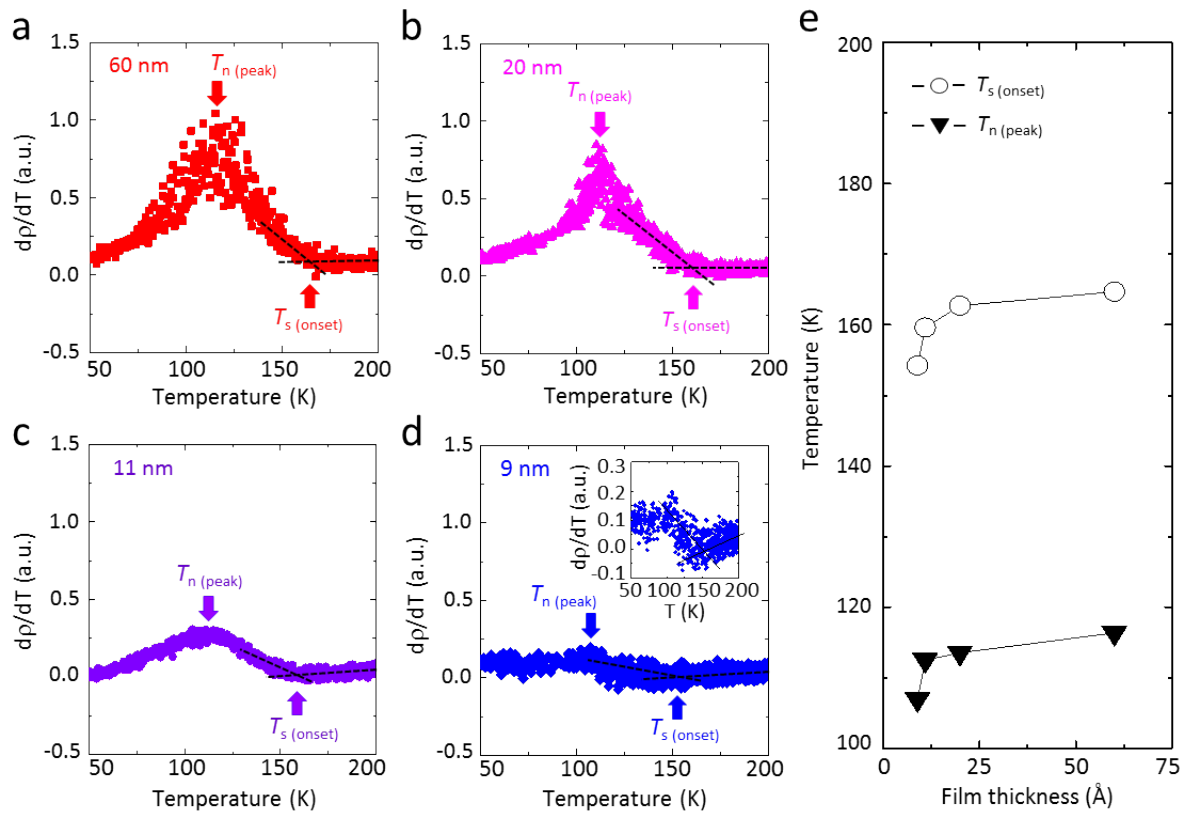 a
1.5
1.0
0.5
0.0
-0.5
dρ/dT (a.u.)
60 nm
Tn (peak)
Ts (onset)
50 100 150 200
Temperature (K)
b
1.5
1.0
0.5
0.0
-0.5
dρ/dT (a.u.)
20 nm
Tn (peak)
Ts (onset)
50 100 150 200
Temperature (K)
c
1.5
1.0
0.5
0.0
-0.5
dρ/dT (a.u.)
11 nm
Tn (peak)
Ts (onset)
50 100 150 200
Temperature (K)
d
1.5
1.0
0.5
0.0
-0.5
dρ/dT (a.u.)
9 nm
0.3
0.2
0.1
0.0
-0.1
dρ/dT (a.u.)
50 100 150 200
T (K)
Tn (peak)
Ts (onset)
50 100 150 200
Temperature (K)
e
200
180
160
140
120
100
Temperature (K)
Ts (onset)
Tn (peak)
0 25 50 75
Film thickness (Å)